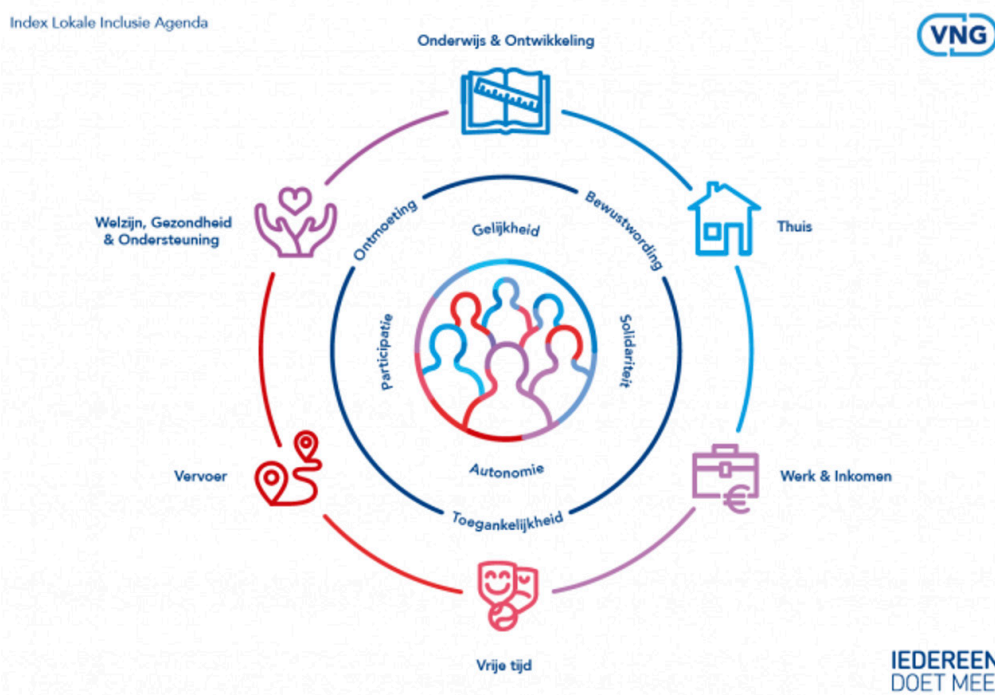 Index Lokale Inclusie Agenda
VNG
Onderwijs & Ontwikkeling
Welzijn, Gezondheid
& Ondersteuning
Thuis
Ontmoeting
Bewustwording
Gelijkheid
Participatie
Solidariteit
Autonomie
Toegankelijkheid
Vervoer
Werk & Inkomen
Vrije tijd
IEDEREEN
DOET MEE